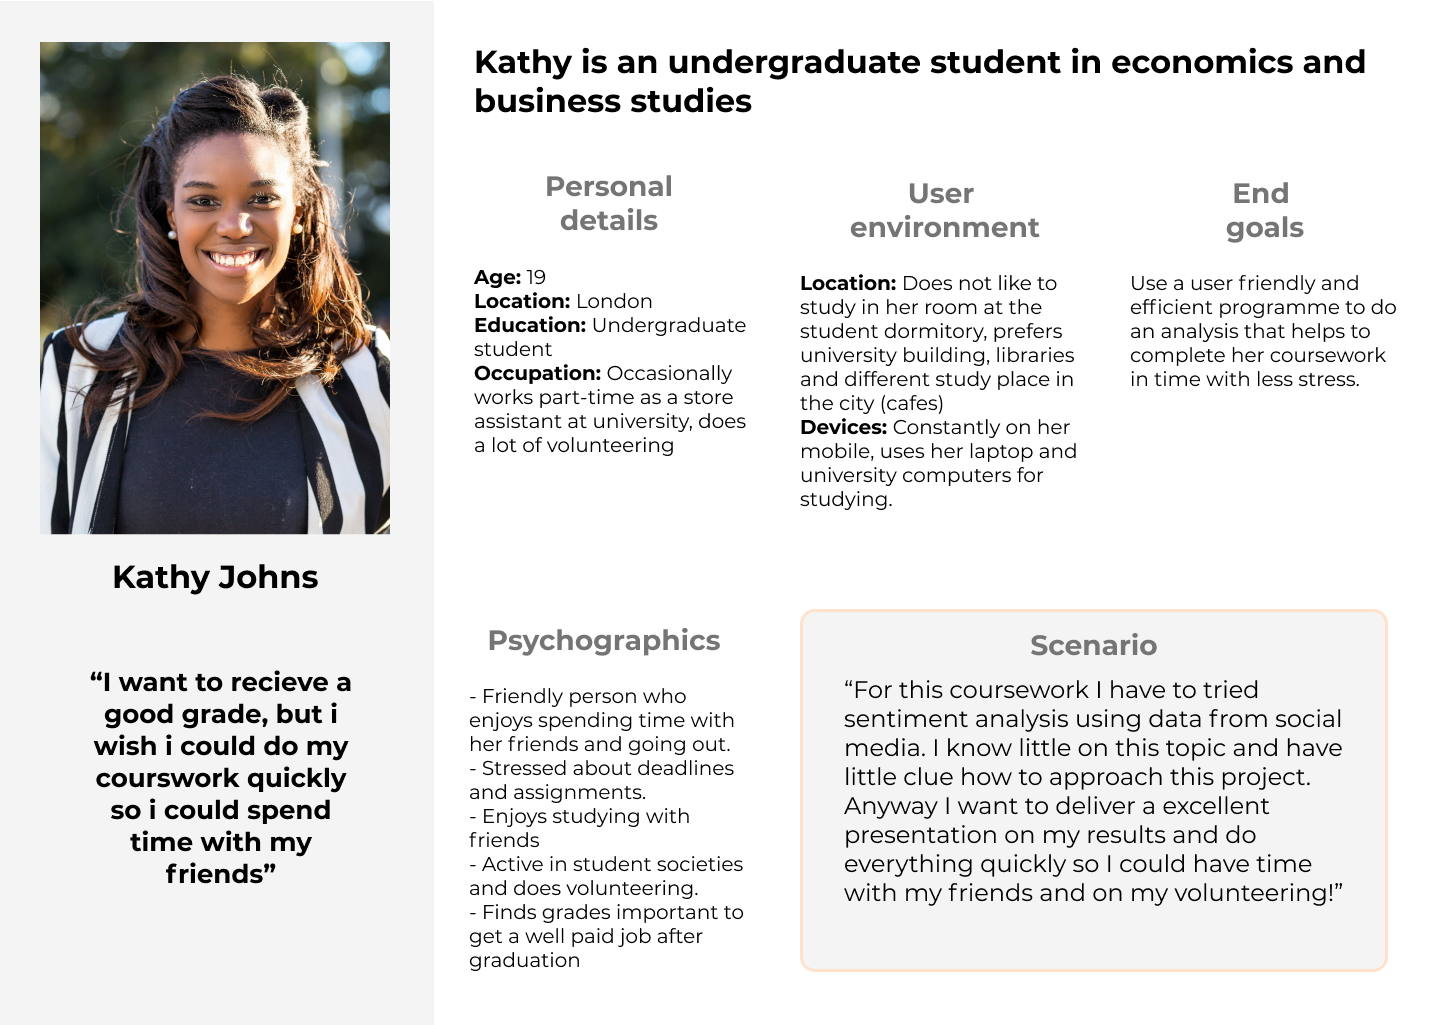 Kathy is an undergraduate student in economics and
business studies
Kathy Johns
“I want to recieve a
good grade, but i
wish i could do my
courswork quickly
so i could spend
time with my
friends”
Personal
details
Age: 19
Location: London
Education: Undergraduate
student
Occupation: Occasionally
works part-time as a store
assistant at university, does
a lot of volunteering
User
environment
Location: Does not like to
study in her room at the
student dormitory, prefers
university building, libraries
and different study place in
the city (cafes)
Devices: Constantly on her
mobile, uses her laptop and
university computers for
studying.
End
goals
Use a user friendly and
efficient programme to do
an analysis that helps to
complete her coursework
in time with less stress.
Psychographics
- Friendly person who
enjoys spending time with
her friends and going out.
- Stressed about deadlines
and assignments.
- Enjoys studying with
friends
- Active in student societies
and does volunteering.
- Finds grades important to
get a well paid job after
graduation
Scenario
“For this coursework I have to tried
sentiment analysis using data from social
media. I know little on this topic and have
little clue how to approach this project.
Anyway I want to deliver a excellent
presentation on my results and do
everything quickly so I could have time
with my friends and on my volunteering!”